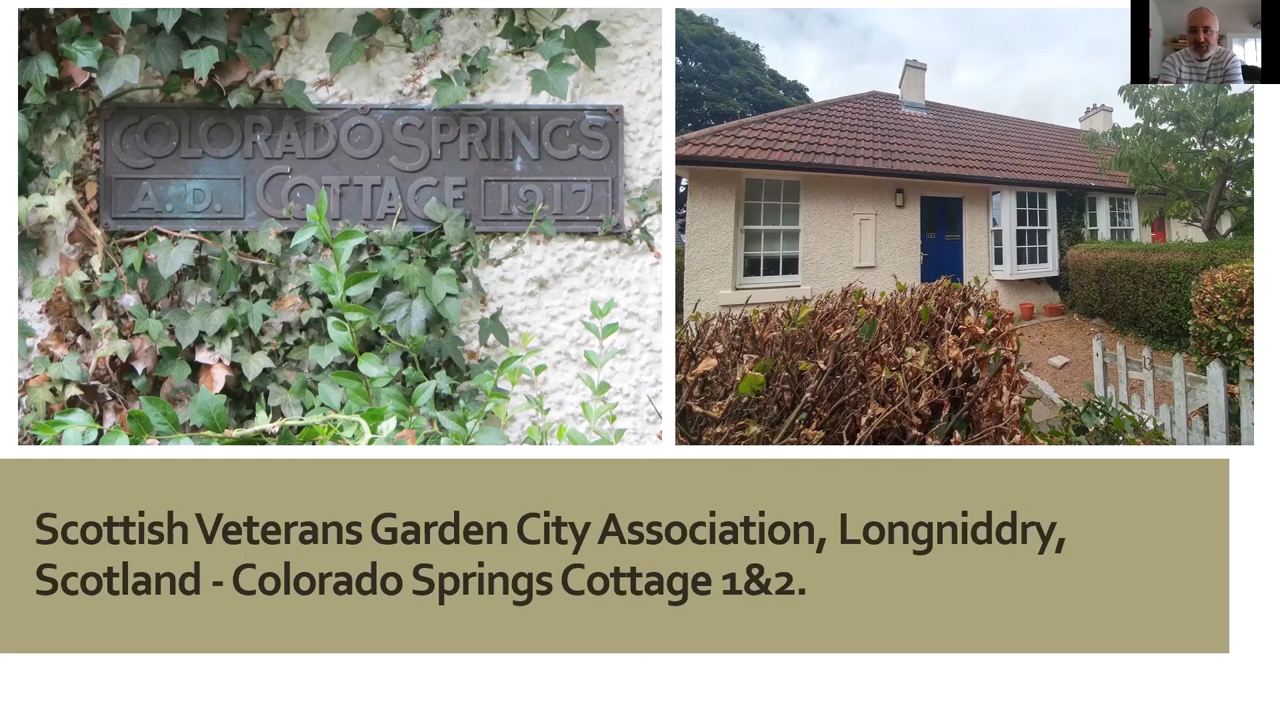 COLORADO SPRINGS
A.D. COTTAGE 1917
Scottish Veterans Garden City Association, Longniddry,
Scotland - Colorado Springs Cottage 1&2.